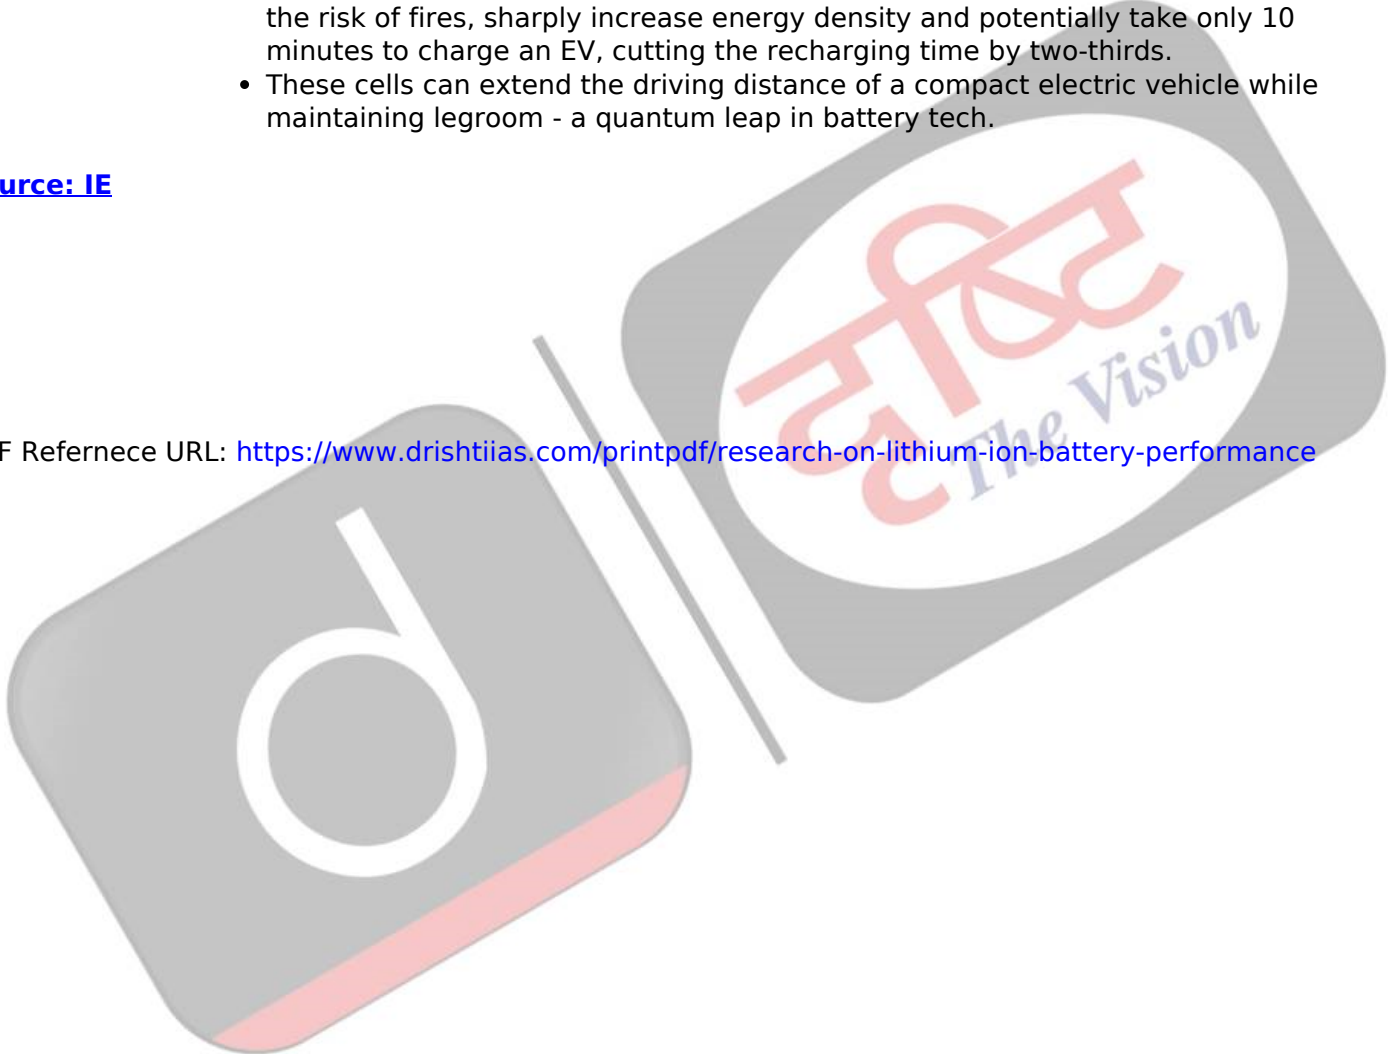 the risk of fires, sharply increase energy density and potentially take only 10
minutes to charge an EV, cutting the recharging time by two-thirds.
• These cells can extend the driving distance of a compact electric vehicle while
maintaining legroom - a quantum leap in battery tech.
urce: IE
F Refernece URL: https://www.drishtiias.com/printpdf/research-on-lithium-ion-battery-performance
d
दृष्टि
The Vision